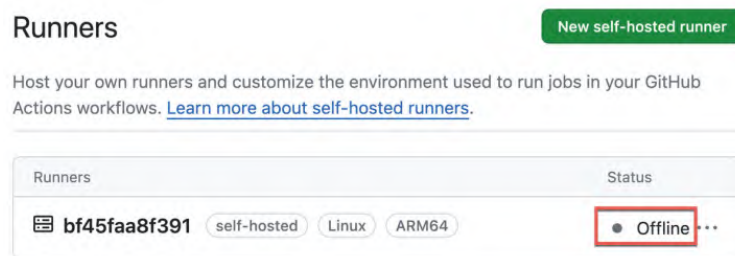 Runners
New self-hosted runner
Host your own runners and customize the environment used to run jobs in your GitHub
Actions workflows. Learn more about self-hosted runners.
Runners Status
bf45faa8f391 self-hosted Linux ARM64 Offline ···